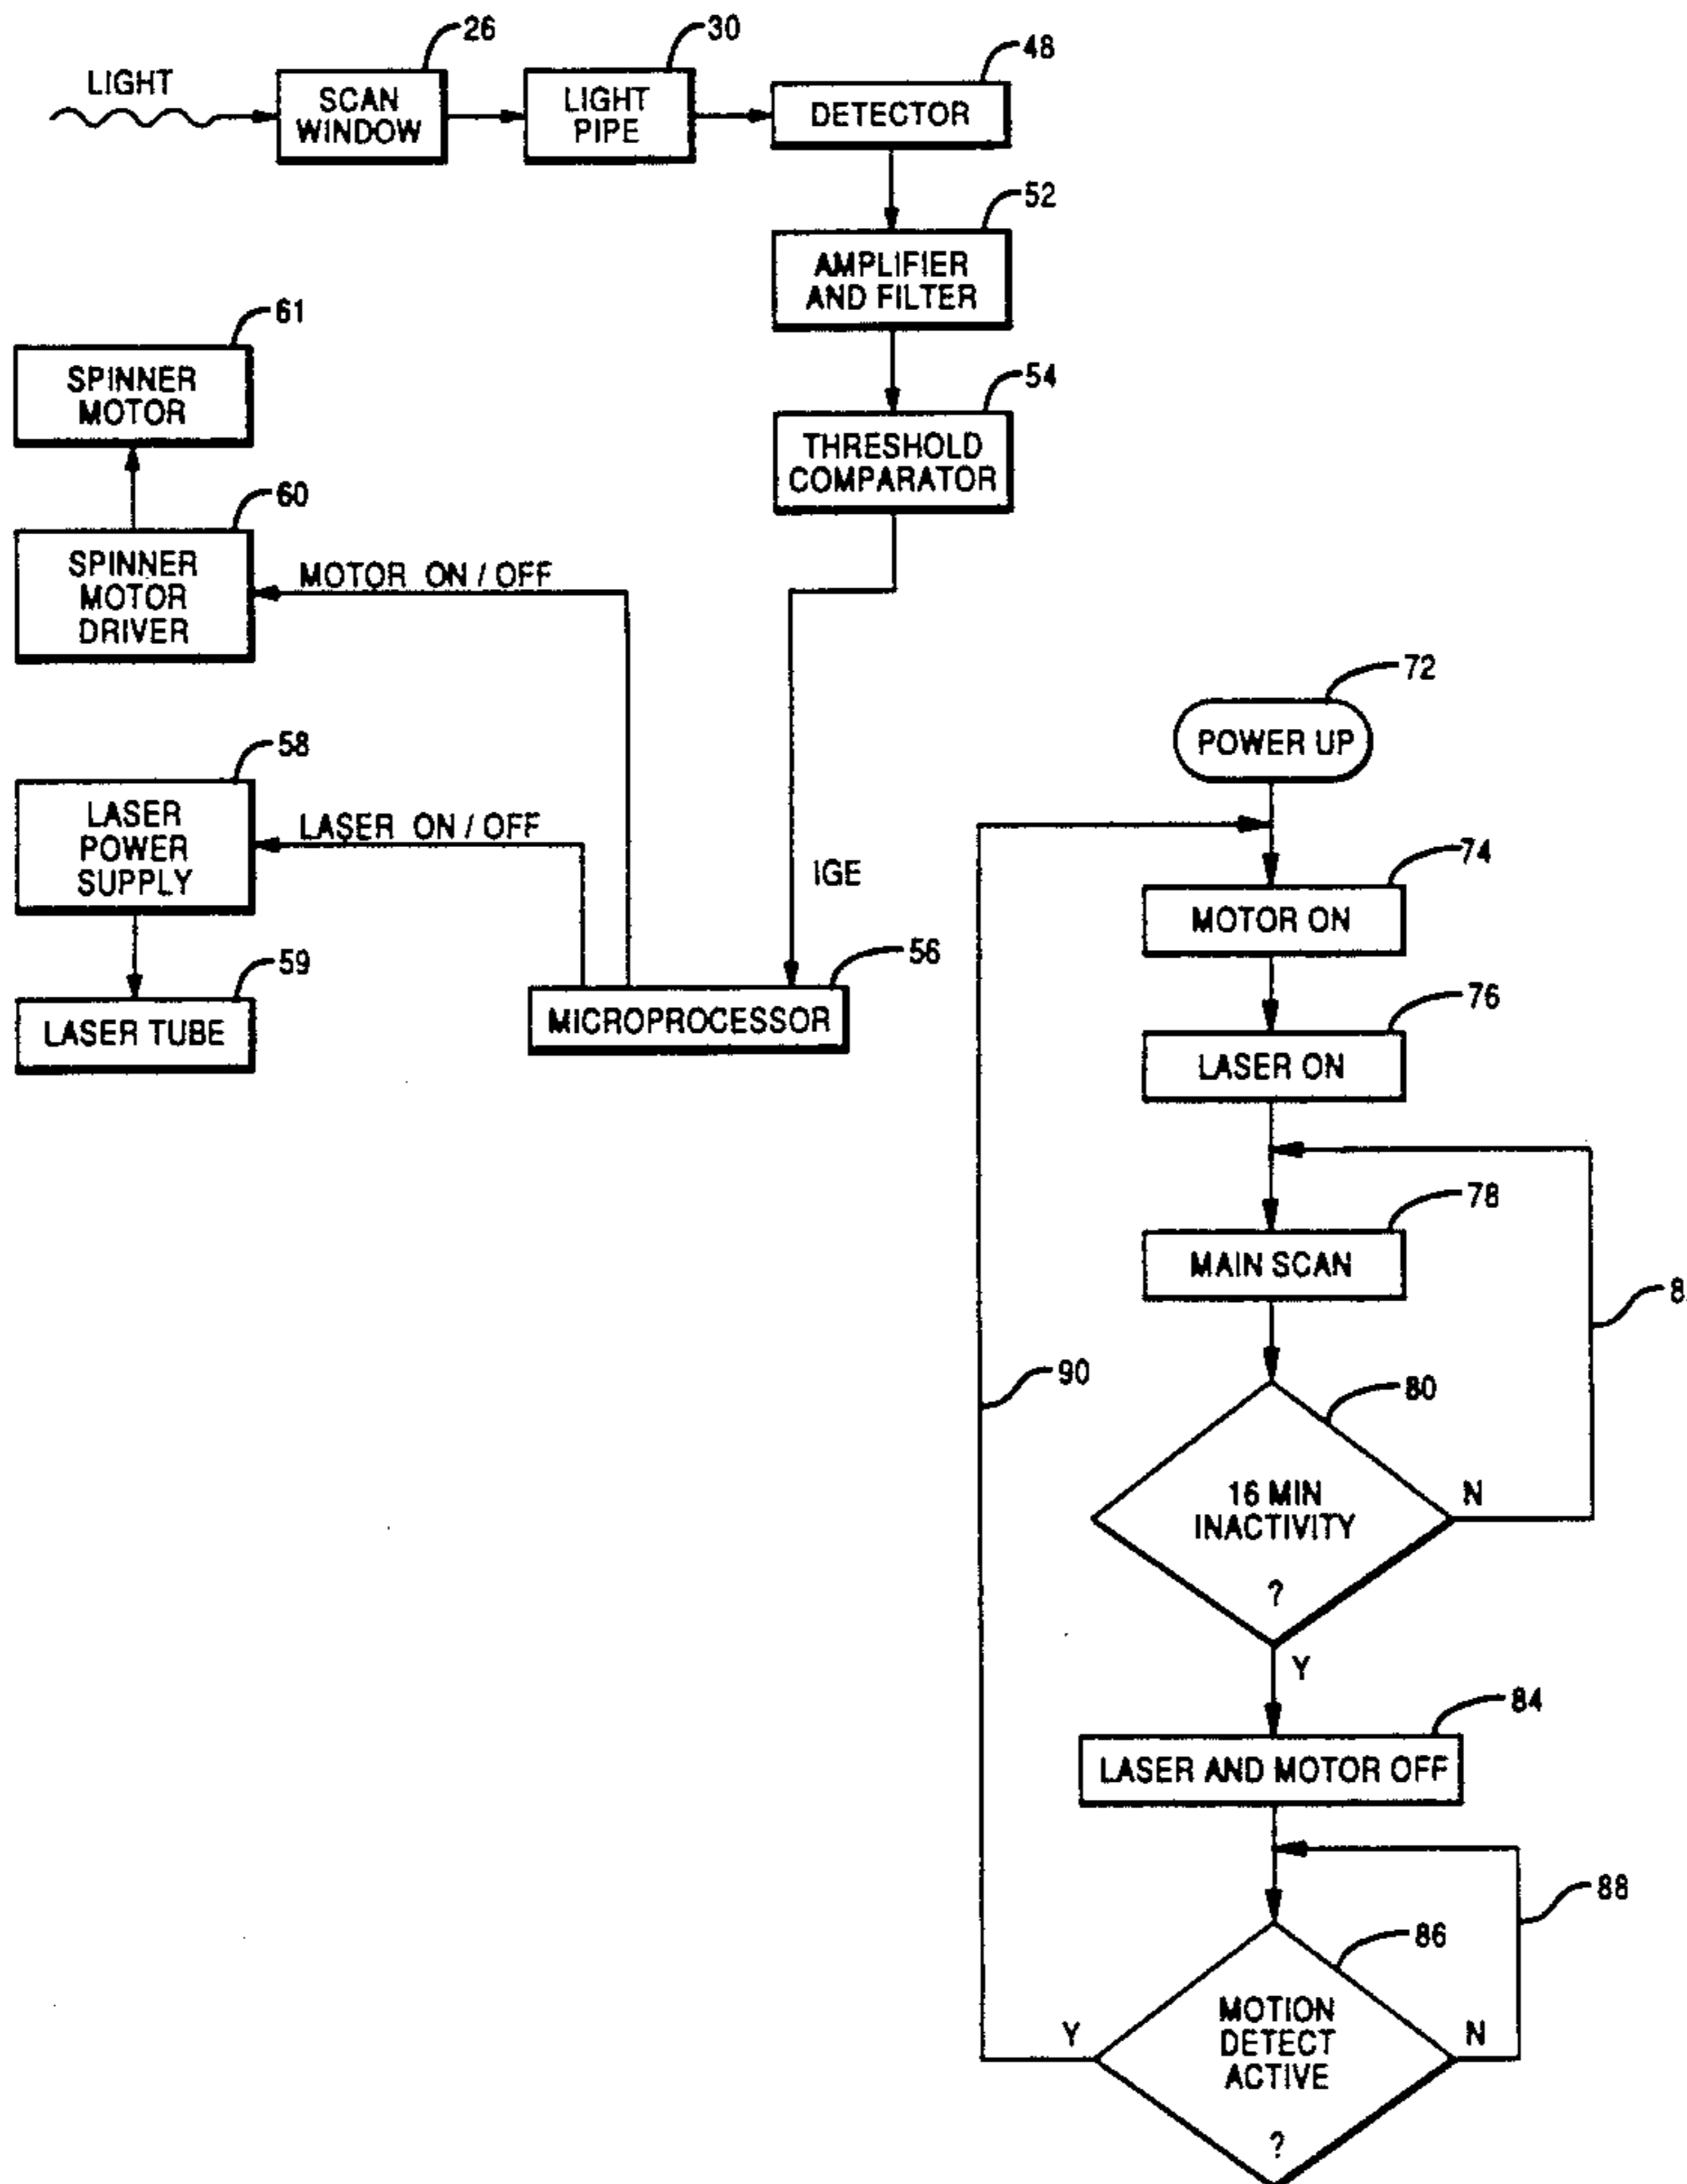 26
30
48
LIGHT
SCAN
WINDOW
LIGHT
PIPE
DETECTOR
52
AMPLIFIER
AND FILTER
61
SPINNER
MOTOR
54
THRESHOLD
COMPARATOR
60
SPINNER
MOTOR
DRIVER
MOTOR ON / OFF
58
LASER
POWER
SUPPLY
LASER ON / OFF
IGE
59
LASER TUBE
56
MICROPROCESSOR
72
POWER UP
74
MOTOR ON
76
LASER ON
78
MAIN SCAN
8
90
80
16 MIN
INACTIVITY
?
N
Y
84
LASER AND MOTOR OFF
88
86
MOTION
DETECT
ACTIVE
?
Y
N